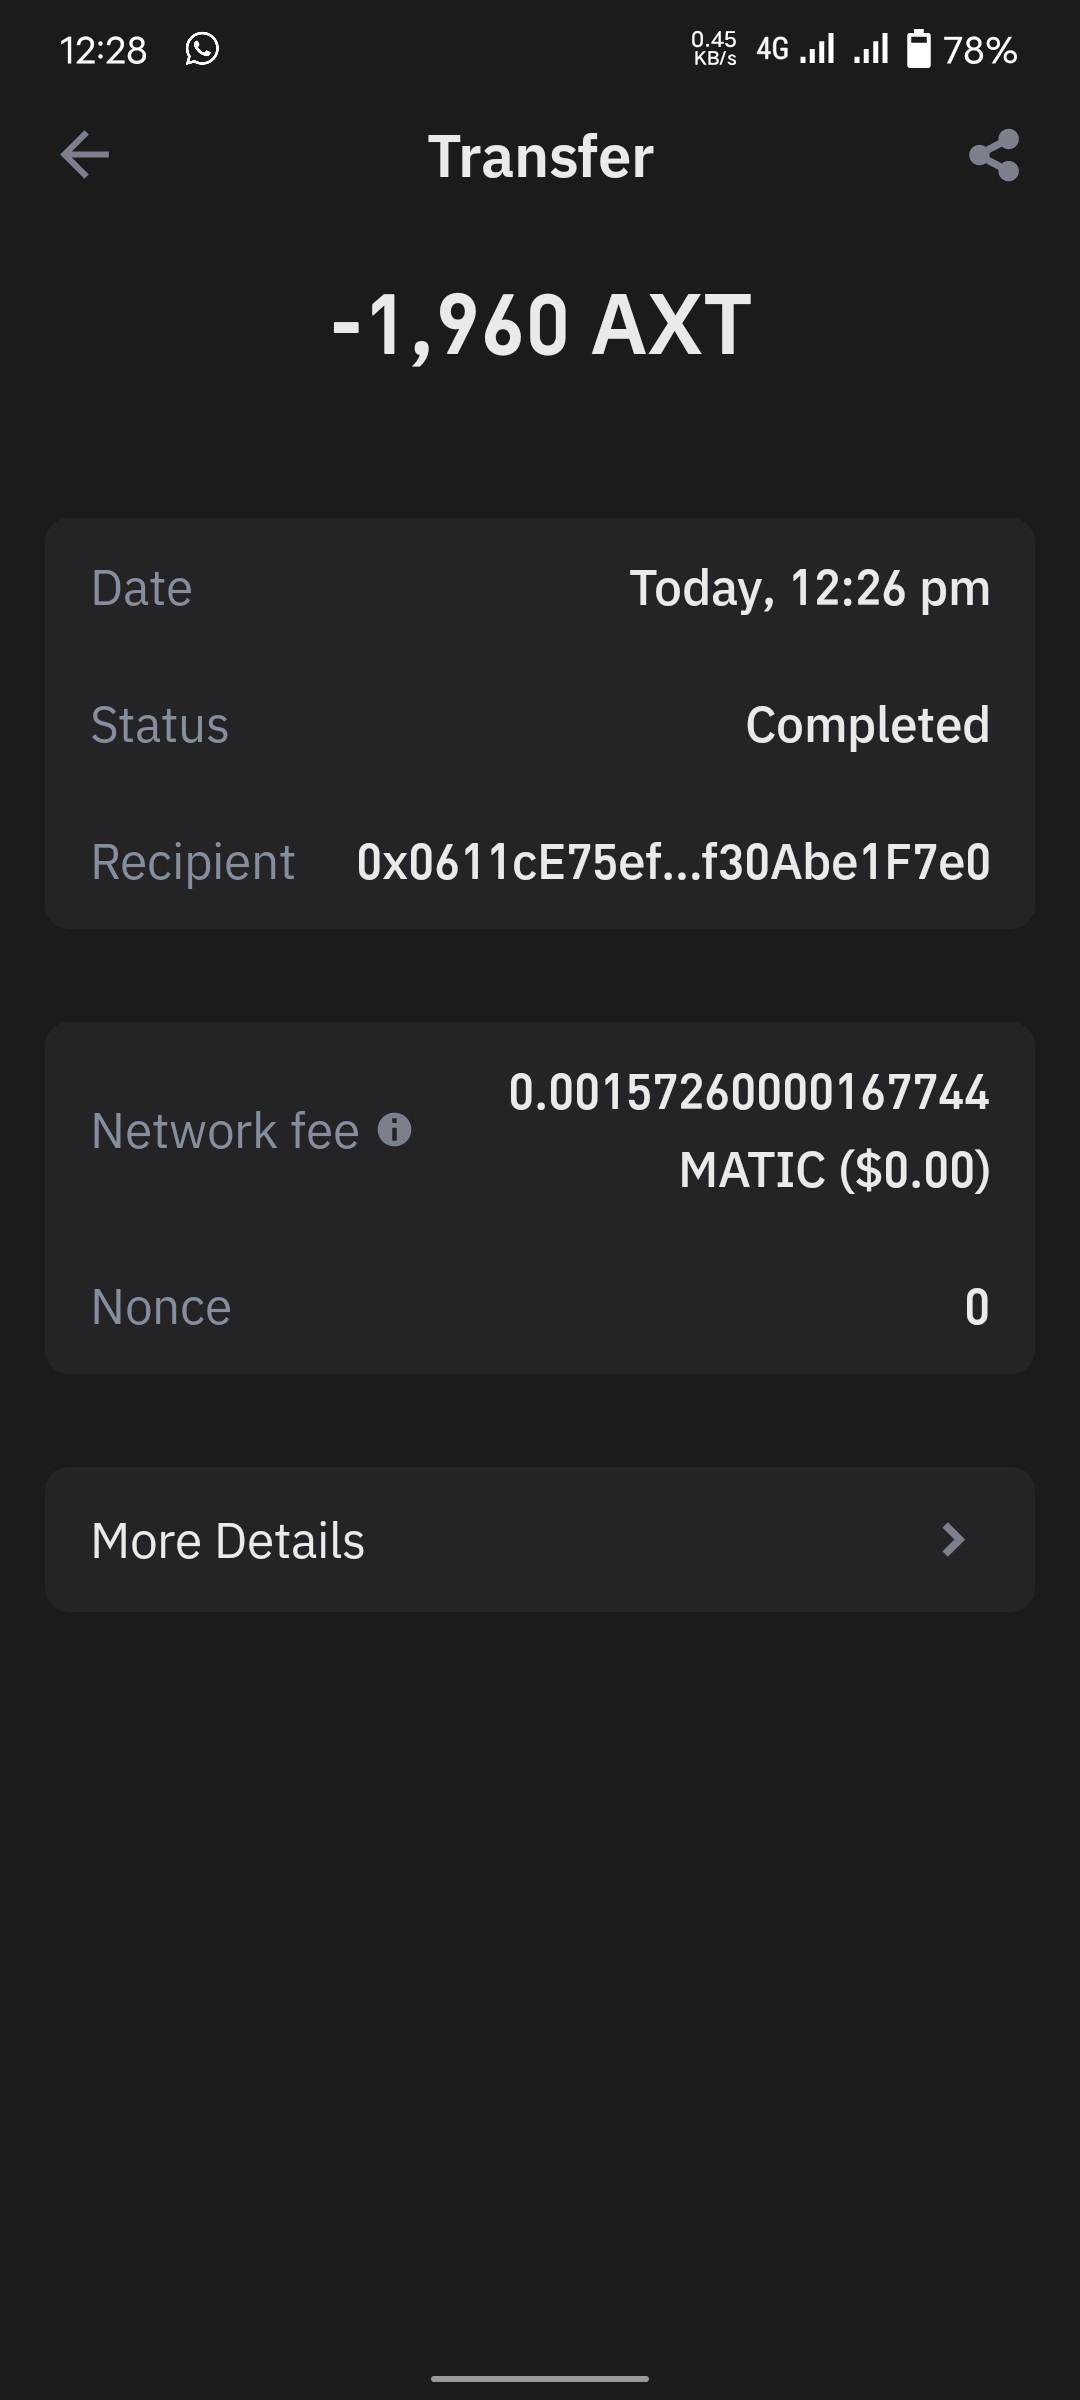 12:28
0.45 KB/s 4G 78%
Transfer
-1,960 AXT
Date Today, 12:26 pm
Status Completed
Recipient 0x0611cE75ef...f30Abe1F7e0
Network fee 0.00157260000167744
MATIC ($0.00)
Nonce 0
More Details